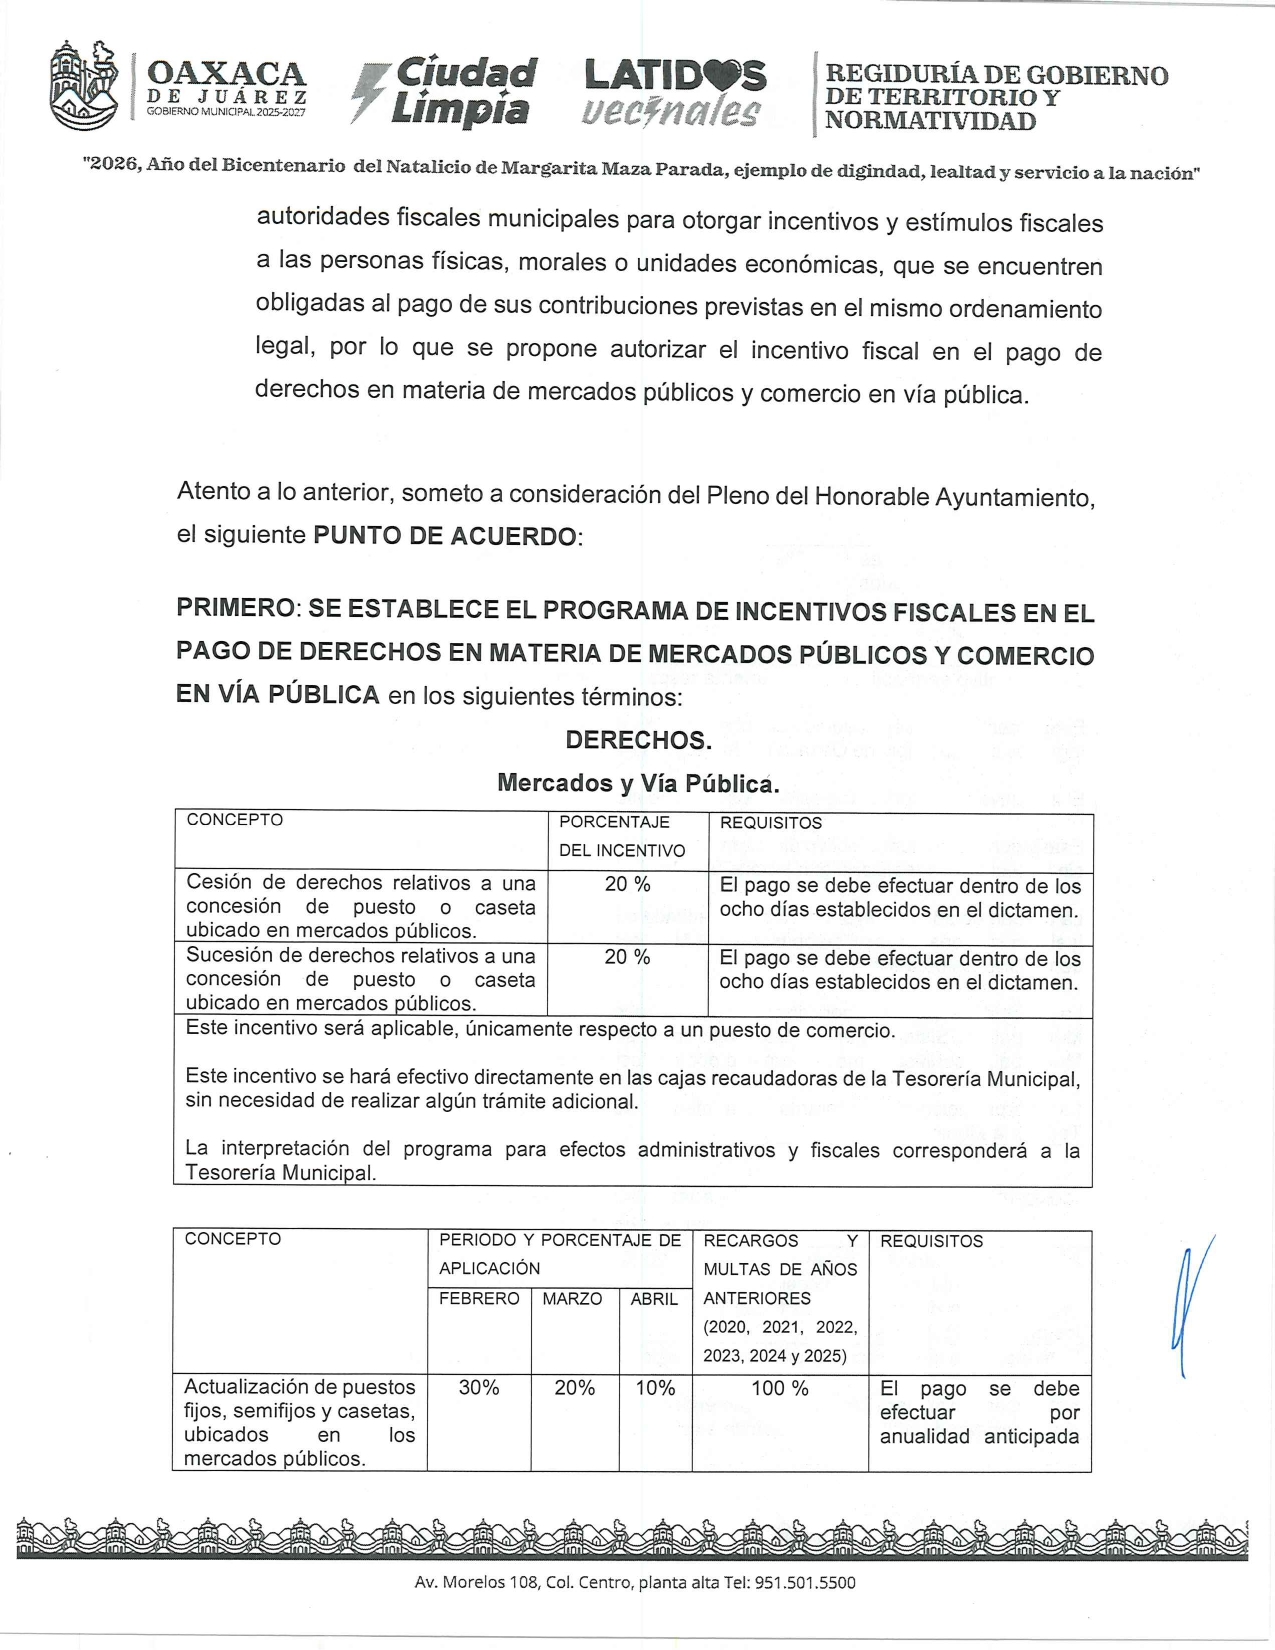 OAXACA
DE JUÁREZ
GOBIERNO MUNICIPAL 2025-2027
Ciudad
Limpia
LATIDOS
vecinales
REGIDURÍA DE GOBIERNO
DE TERRITORIO Y
NORMATIVIDAD
"2026, Año del Bicentenario del Natalicio de Margarita Maza Parada, ejemplo de digindad, lealtad y servicio a la nación"
autoridades fiscales municipales para otorgar incentivos y estímulos fiscales
a las personas físicas, morales o unidades económicas, que se encuentren
obligadas al pago de sus contribuciones previstas en el mismo ordenamiento
legal, por lo que se propone autorizar el incentivo fiscal en el pago de
derechos en materia de mercados públicos y comercio en vía pública.
Atento a lo anterior, someto a consideración del Pleno del Honorable Ayuntamiento,
el siguiente PUNTO DE ACUERDO:
PRIMERO: SE ESTABLECE EL PROGRAMA DE INCENTIVOS FISCALES EN EL
PAGO DE DERECHOS EN MATERIA DE MERCADOS PÚBLICOS Y COMERCIO
EN VÍA PÚBLICA en los siguientes términos:
DERECHOS.
Mercados y Vía Pública.
CONCEPTO
PORCENTAJE
DEL INCENTIVO
REQUISITOS
Cesión de derechos relativos a una
concesión de puesto o caseta
ubicado en mercados públicos.
20 %
El pago se debe efectuar dentro de los
ocho días establecidos en el dictamen.
Sucesión de derechos relativos a una
concesión de puesto o caseta
ubicado en mercados públicos.
20 %
El pago se debe efectuar dentro de los
ocho días establecidos en el dictamen.
Este incentivo será aplicable, únicamente respecto a un puesto de comercio.
Este incentivo se hará efectivo directamente en las cajas recaudadoras de la Tesorería Municipal,
sin necesidad de realizar algún trámite adicional.
La interpretación del programa para efectos administrativos y fiscales corresponderá a la
Tesorería Municipal.
CONCEPTO
PERIODO Y PORCENTAJE DE
APLICACIÓN
FEBRERO
MARZO
ABRIL
RECARGOS Y
MULTAS DE AÑOS
ANTERIORES
(2020, 2021, 2022,
2023, 2024 y 2025)
REQUISITOS
Actualización de puestos
fijos, semifijos y casetas,
ubicados en los
mercados públicos.
30%
20%
10%
100 %
El pago se debe
efectuar por
anualidad anticipada
Av. Morelos 108, Col. Centro, planta alta Tel: 951.501.5500